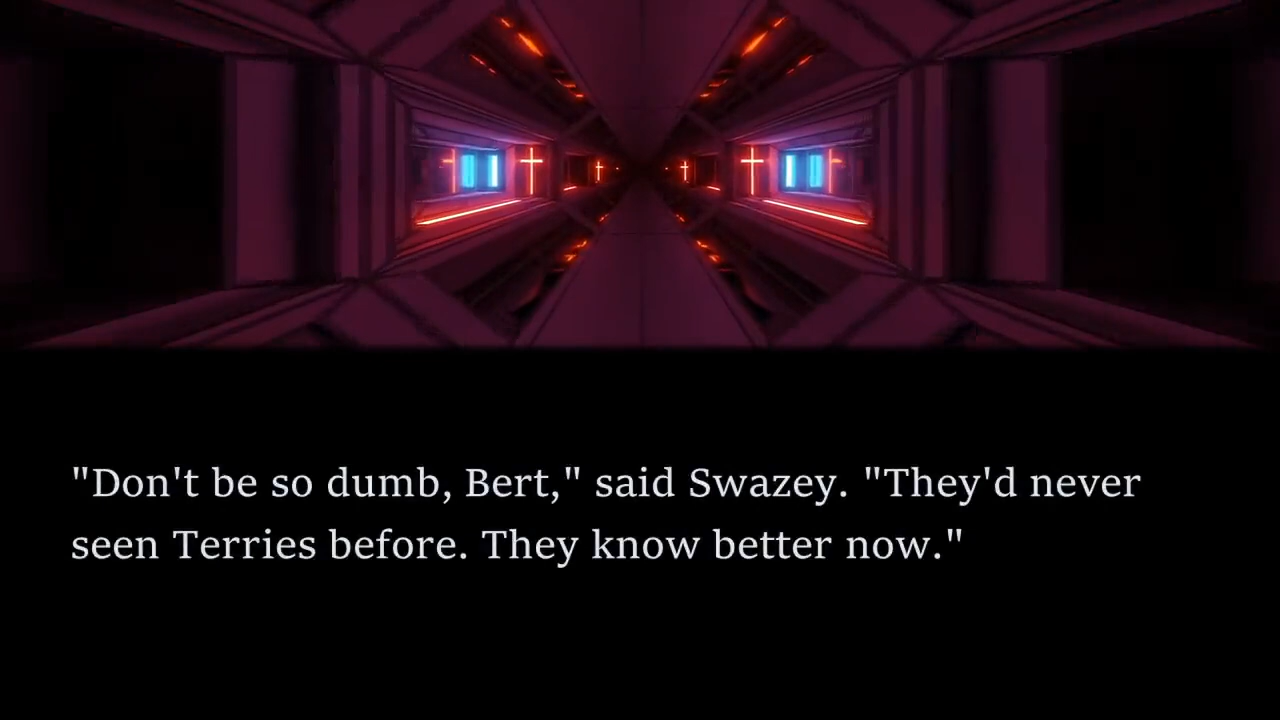 "Don't be so dumb, Bert," said Swazey. "They'd never
seen Terries before. They know better now."